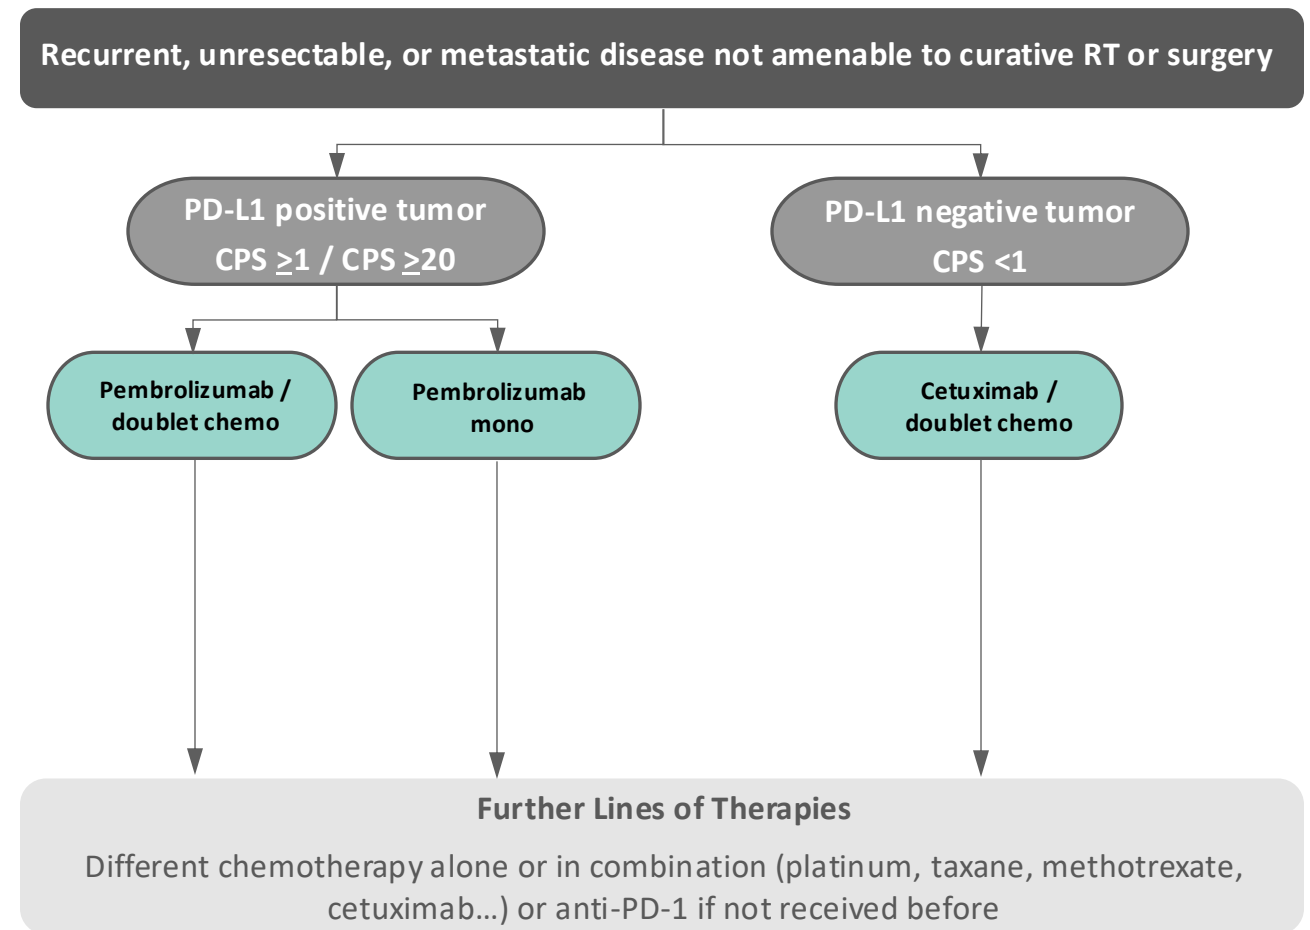 Recurrent, unresectable, or metastatic disease not amenable to curative RT or surgery
PD-L1 positive tumor
CPS ≥1 / CPS ≥20
PD-L1 negative tumor
CPS <1
Pembrolizumab /
doublet chemo
Pembrolizumab
mono
Cetuximab /
doublet chemo
Further Lines of Therapies
Different chemotherapy alone or in combination (platinum, taxane, methotrexate,
cetuximab…) or anti-PD-1 if not received before